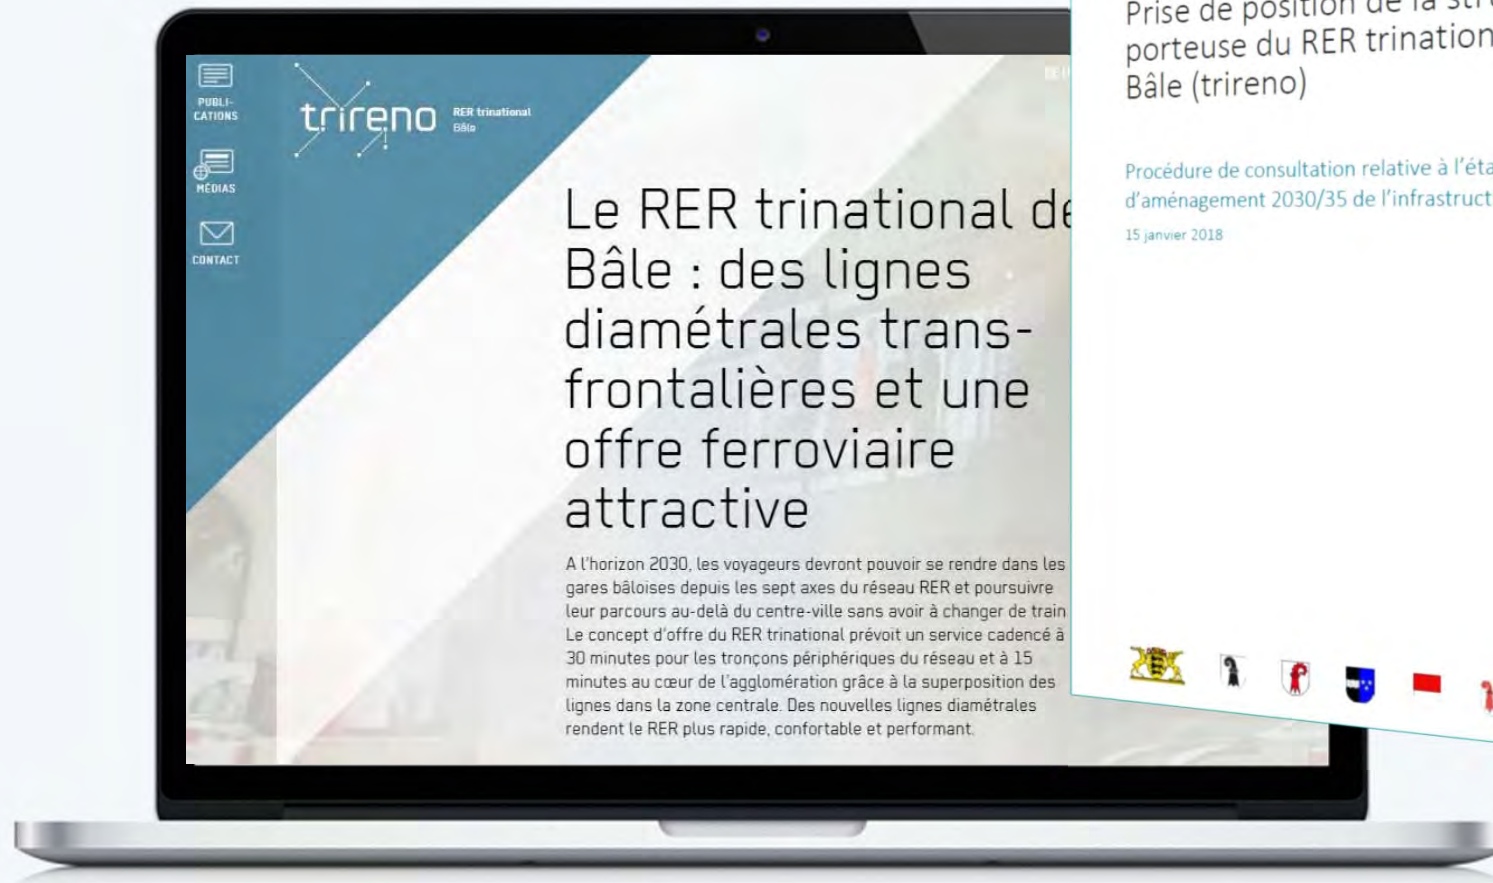 PUBLI-
CATIONS
MÉDIAS
CONTACT
trireno
RER trinational
Bâle
Le RER trinational de
Bâle : des lignes
diamétrales trans-
frontalières et une
offre ferroviaire
attractive
A l'horizon 2030, les voyageurs devront pouvoir se rendre dans les
gares bâloises depuis les sept axes du réseau RER et poursuivre
leur parcours au-delà du centre-ville sans avoir à changer de train
Le concept d'offre du RER trinational prévoit un service cadencé à
30 minutes pour les tronçons périphériques du réseau et à 15
minutes au cœur de l'agglomération grâce à la superposition des
lignes dans la zone centrale. Des nouvelles lignes diamétrales
rendent le RER plus rapide, confortable et performant.
Prise de position de la
porteuse du RER trination
Bâle (trireno)
Procédure de consultation relative à l'éta
d'aménagement 2030/35 de l'infrastruct
15 janvier 2018